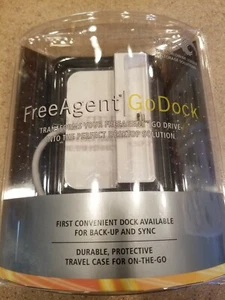 FreeAgent GoDock
TRANSFORMS YOUR FREEAGENT GO DRIVE
INTO THE PERFECT BACKUP SOLUTION
FIRST CONVENIENT DOCK AVAILABLE
FOR BACK-UP AND SYNC
DURABLE, PROTECTIVE
TRAVEL CASE FOR ON-THE-GO